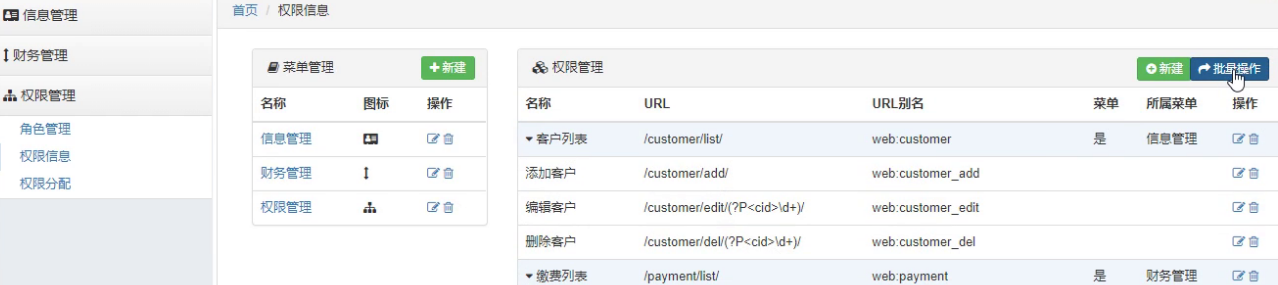 首页 / 权限信息
信息管理
财务管理
权限管理
角色管理
权限信息
权限分配
菜单管理 新建
名称 图标 操作
信息管理
财务管理
权限管理
权限管理 新建 批量操作
名称 URL URL别名 菜单 所属菜单 操作
客户列表 /customer/list/ web:customer 是 信息管理
添加客户 /customer/add/ web:customer_add
编辑客户 /customer/edit/(?P<cid>\d+)/ web:customer_edit
删除客户 /customer/del/(?P<cid>\d+)/ web:customer_del
缴费列表 /payment/list/ web:payment 是 财务管理